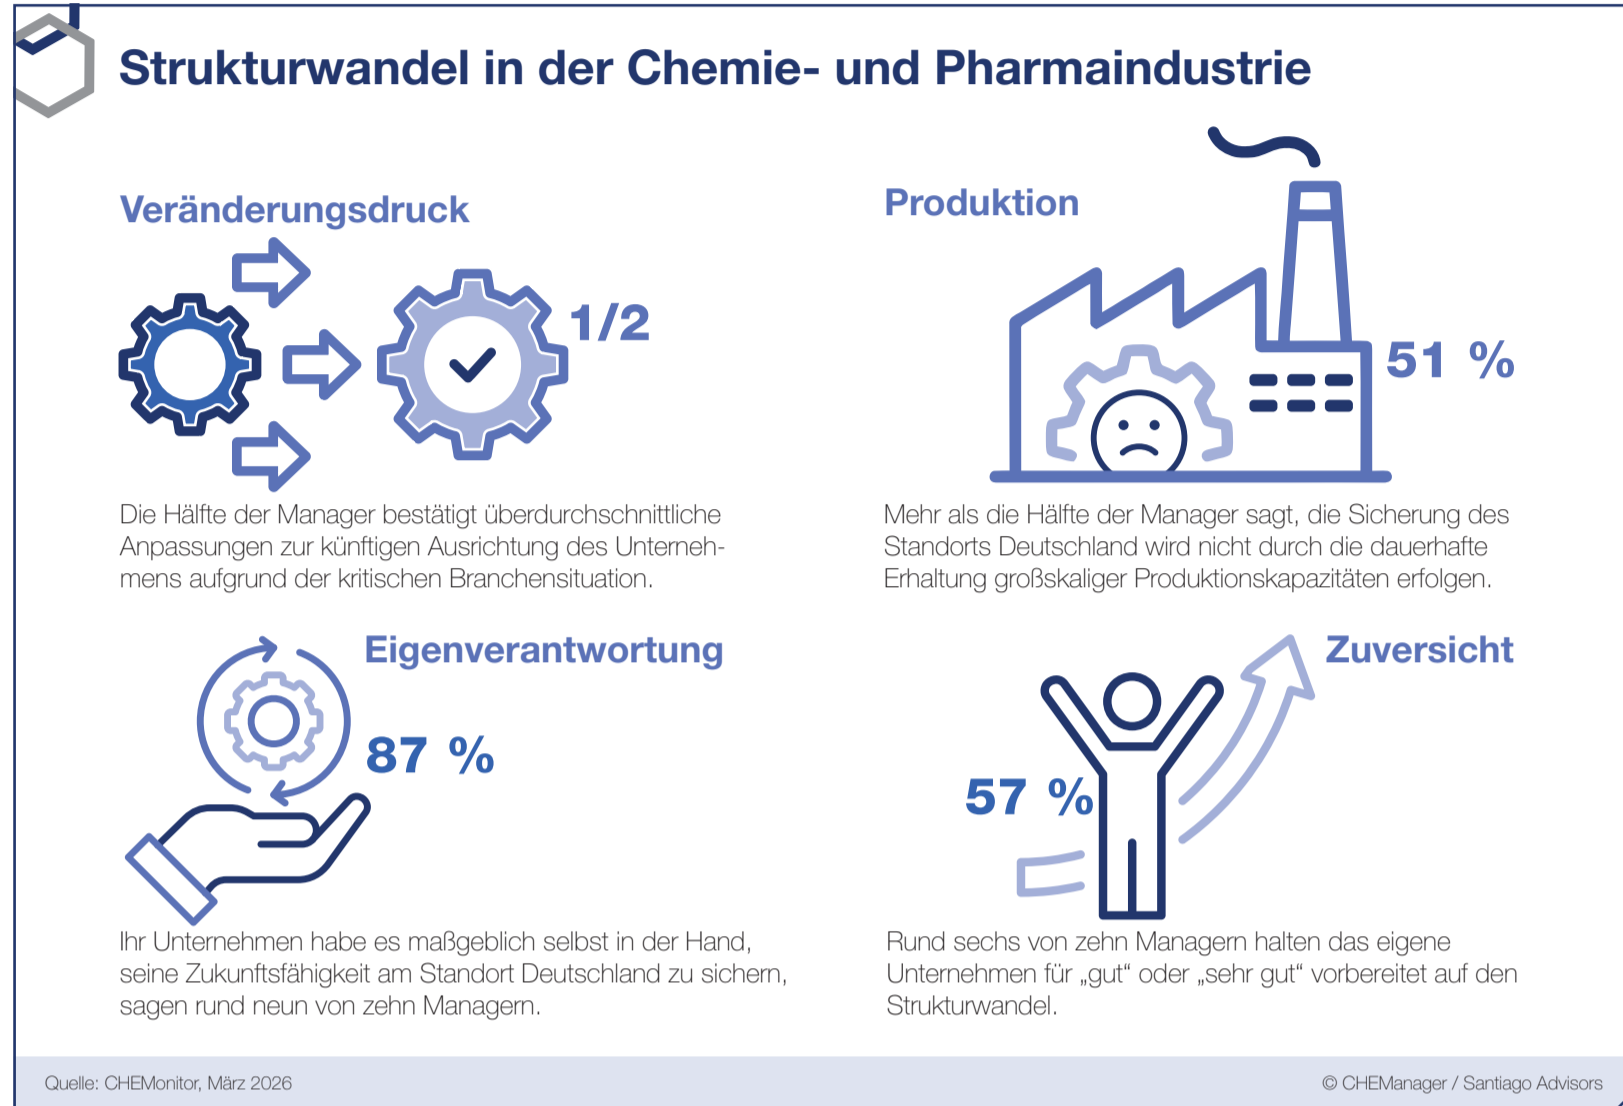 Strukturwandel in der Chemie- und Pharmaindustrie
Veränderungsdruck
1/2
Die Hälfte der Manager bestätigt überdurchschnittliche
Anpassungen zur künftigen Ausrichtung des Unterneh-
mens aufgrund der kritischen Branchensituation.
Produktion
51 %
Mehr als die Hälfte der Manager sagt, die Sicherung des
Standorts Deutschland wird nicht durch die dauerhafte
Erhaltung großskaliger Produktionskapazitäten erfolgen.
Eigenverantwortung
87 %
Ihr Unternehmen habe es maßgeblich selbst in der Hand,
seine Zukunftsfähigkeit am Standort Deutschland zu sichern,
sagen rund neun von zehn Managern.
Zuversicht
57 %
Rund sechs von zehn Managern halten das eigene
Unternehmen für „gut“ oder „sehr gut“ vorbereitet auf den
Strukturwandel.
Quelle: CHEMonitor, März 2026
© CHEManager / Santiago Advisors